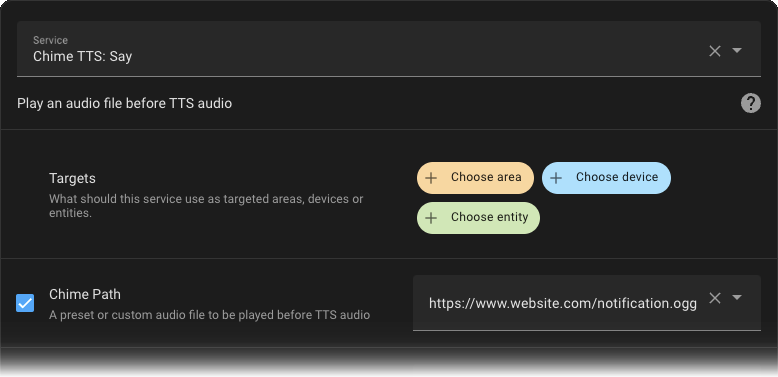 Service
Chime TTS: Say
Play an audio file before TTS audio
Targets
What should this service use as targeted areas, devices or
entities.
Choose area
Choose device
Choose entity
Chime Path
A preset or custom audio file to be played before TTS audio
https://www.website.com/notification.ogg